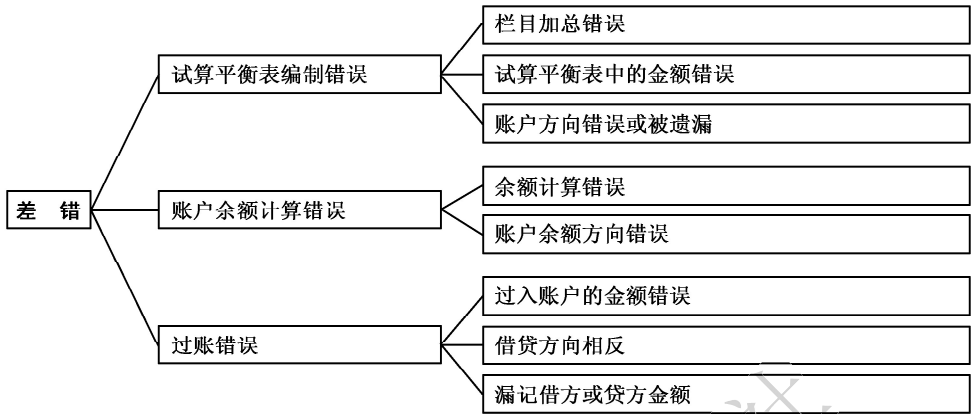 栏目加总错误
试算平衡表编制错误
试算平衡表中的金额错误
账户方向错误或被遗漏
差 错
账户余额计算错误
余额计算错误
账户余额方向错误
过账错误
过入账户的金额错误
借贷方向相反
漏记借方或贷方金额